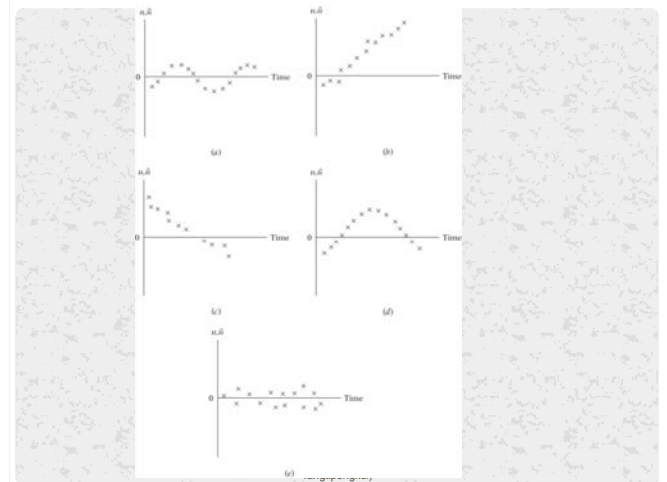 u,û u,û
0 Time 0 Time
(a) (b)
u,û u,û
0 Time 0 Time
(c) (d)
u,û
0 Time
(e)